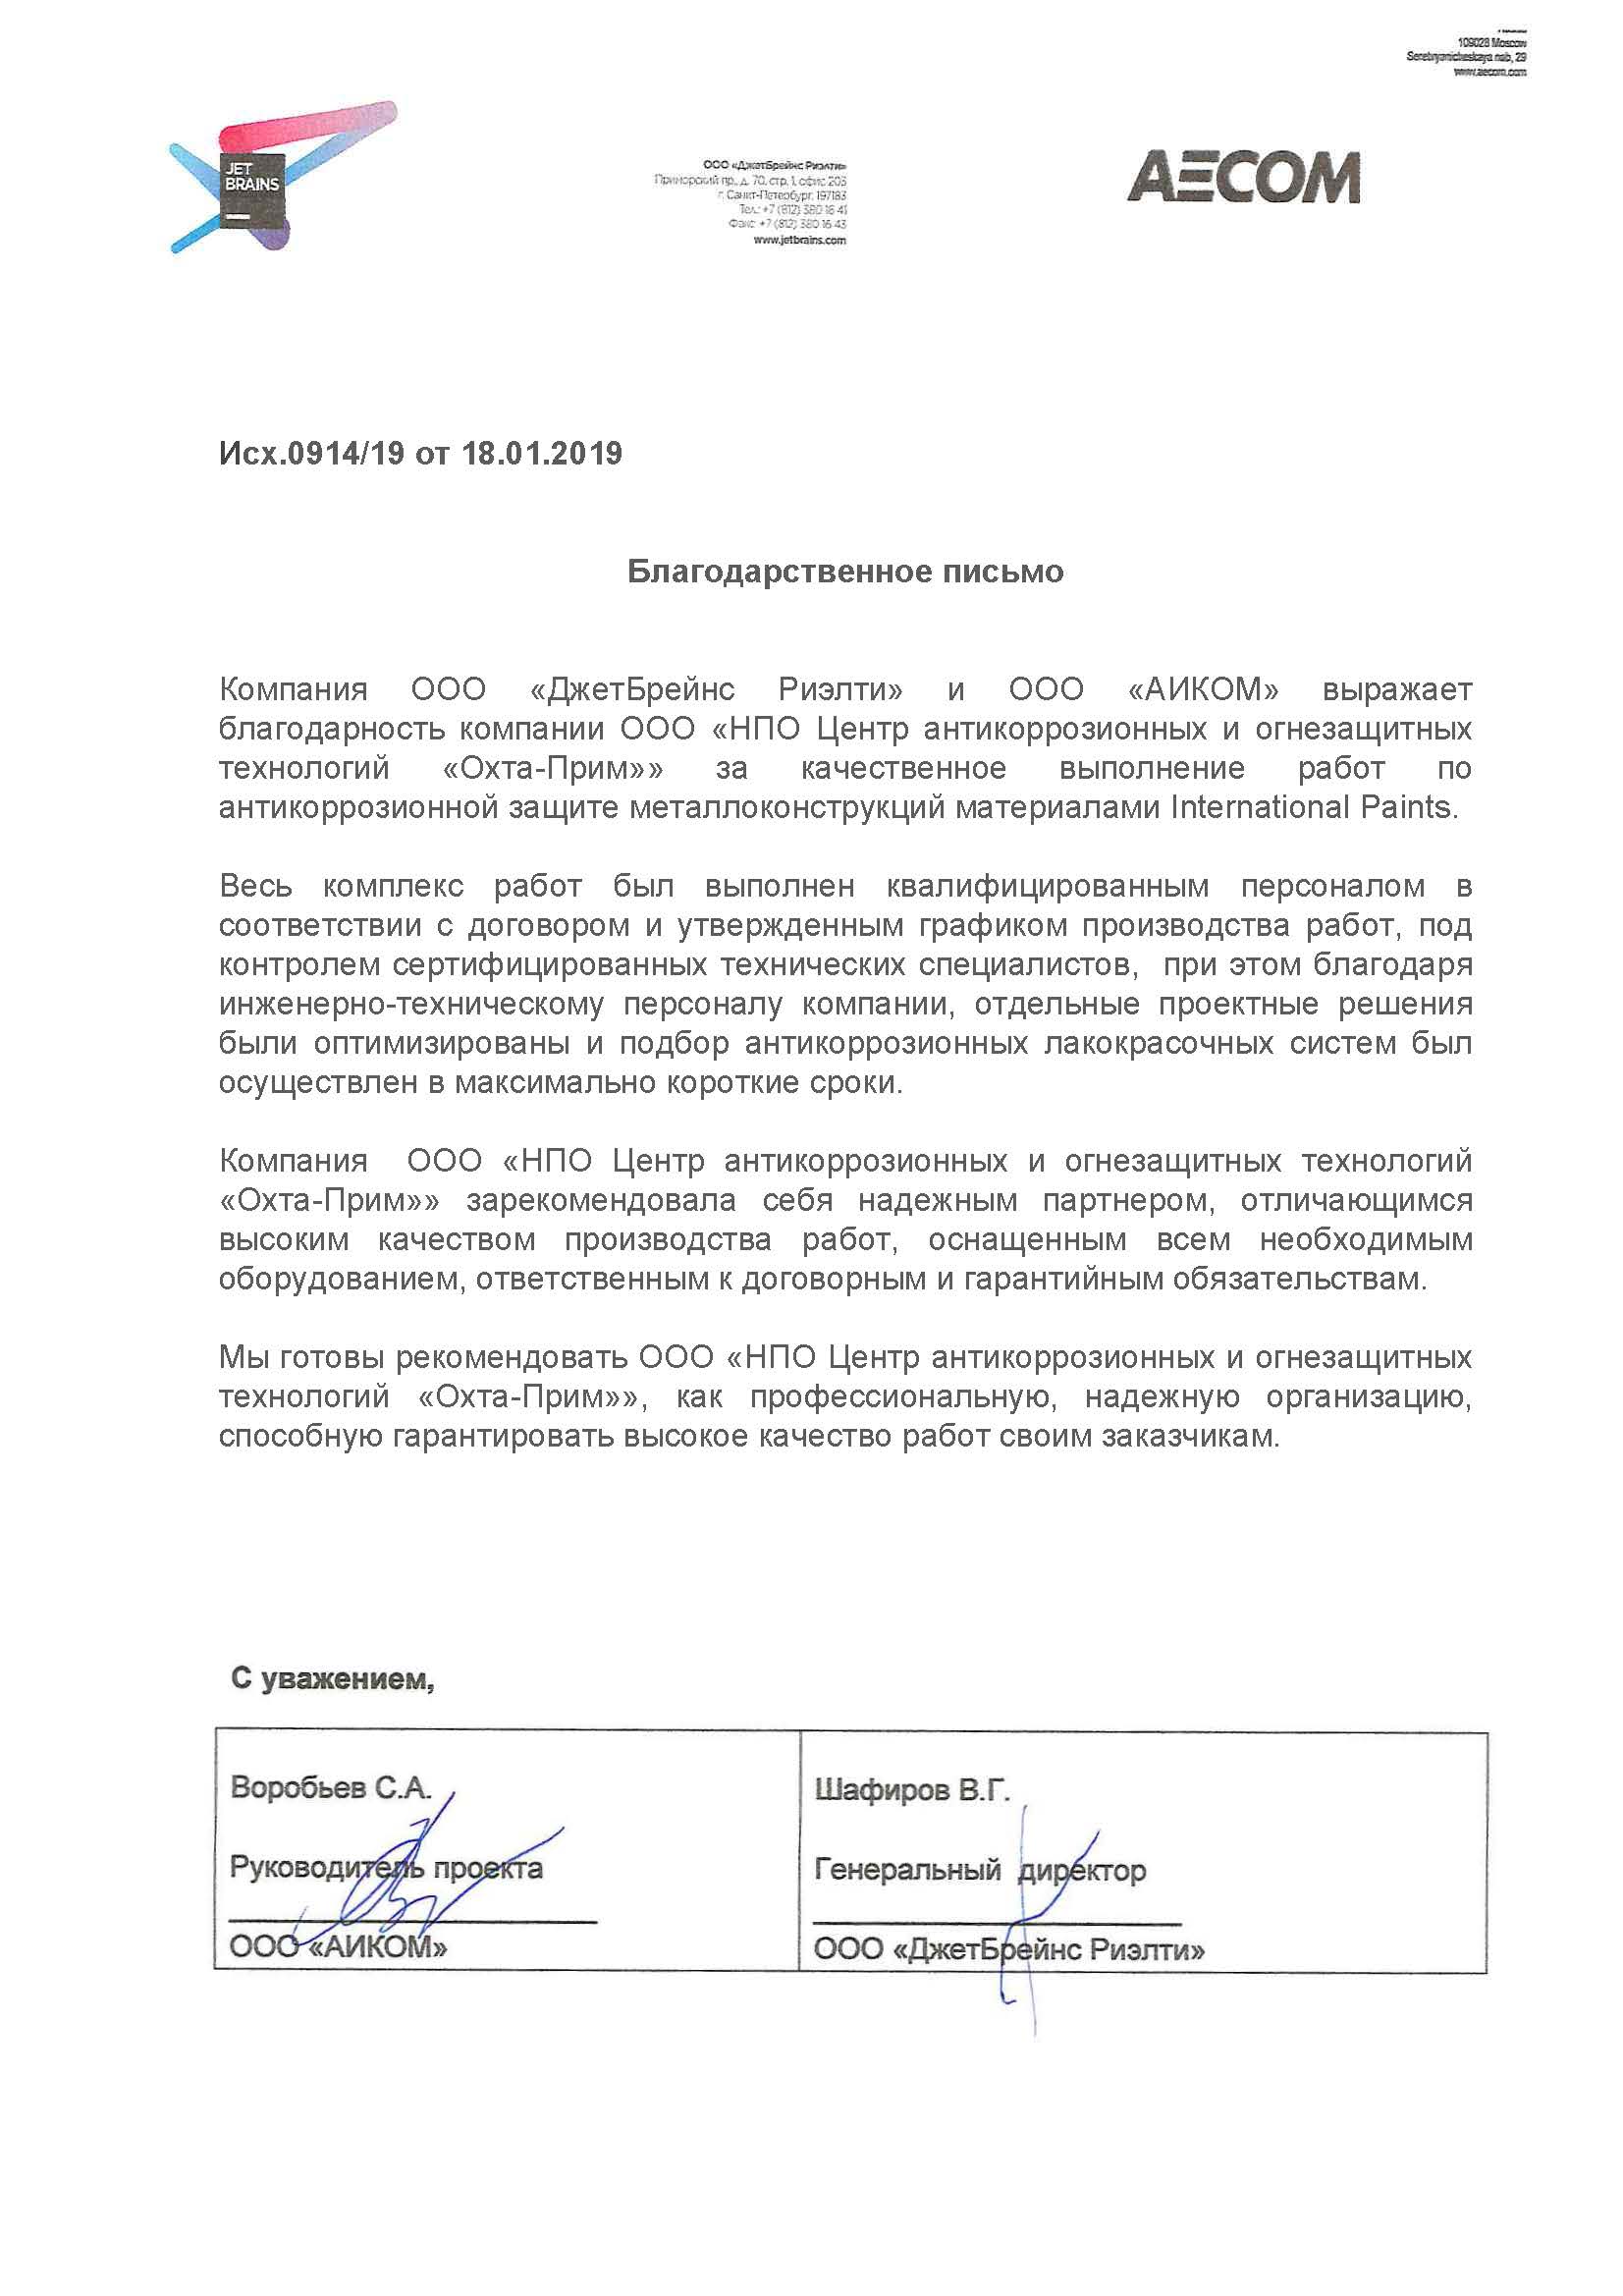 109028 Moscow
Serebryanicheskaya nab, 29
www.aecom.com
JET
BRAINS
ООО «ДжетБрейнс Риэлти»
Приморский пр., д. 70, стр. 1, офис 203
г. Санкт-Петербург, 197183
Тел.: +7 (812) 380 16 41
Факс: +7 (812) 380 16 43
www.jetbrains.com
AECOM
Исх.0914/19 от 18.01.2019
Благодарственное письмо
Компания ООО «ДжетБрейнс Риэлти» и ООО «АИКОМ» выражает
благодарность компании ООО «НПО Центр антикоррозионных и огнезащитных
технологий «Охта-Прим»» за качественное выполнение работ по
антикоррозионной защите металлоконструкций материалами International Paints.
Весь комплекс работ был выполнен квалифицированным персоналом в
соответствии с договором и утвержденным графиком производства работ, под
контролем сертифицированных технических специалистов, при этом благодаря
инженерно-техническому персоналу компании, отдельные проектные решения
были оптимизированы и подбор антикоррозионных лакокрасочных систем был
осуществлен в максимально короткие сроки.
Компания ООО «НПО Центр антикоррозионных и огнезащитных технологий
«Охта-Прим»» зарекомендовала себя надежным партнером, отличающимся
высоким качеством производства работ, оснащенным всем необходимым
оборудованием, ответственным к договорным и гарантийным обязательствам.
Мы готовы рекомендовать ООО «НПО Центр антикоррозионных и огнезащитных
технологий «Охта-Прим»», как профессиональную, надежную организацию,
способную гарантировать высокое качество работ своим заказчикам.
С уважением,
Воробьев С.А.
Руководитель проекта
ООО «АИКОМ»
Шафиров В.Г.
Генеральный директор
ООО «ДжетБрейнс Риэлти»